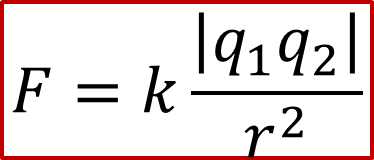 F = k |q₁q₂| / r²